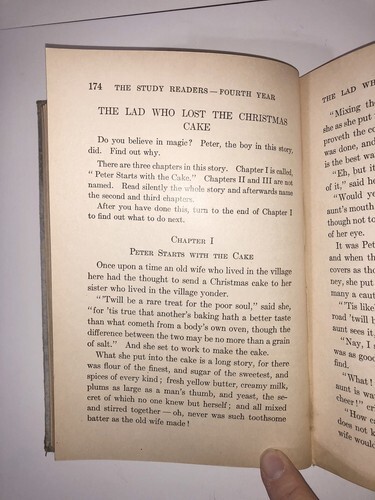 174 THE STUDY READERS—FOURTH YEAR
THE LAD WHO LOST THE CHRISTMAS
CAKE
Do you believe in magic? Peter, the boy in this story,
did. Find out why.
There are three chapters in this story. Chapter I is called,
"Peter Starts with the Cake." Chapters II and III are not
named. Read silently the whole story and afterwards name
the second and third chapters.
After you have done this, turn to the end of Chapter I
to find out what to do next.
CHAPTER I
PETER STARTS WITH THE CAKE
Once upon a time an old wife who lived in the village
here had the thought to send a Christmas cake to her
sister who lived in the village yonder.
"'Twill be a rare treat for the poor soul," said she,
"for 'tis true that another's baking hath a better taste
than what cometh from a body's own oven, though the
difference between the two may be no more than a grain
of salt." And she set to work to make the cake.
What she put into the cake is a long story, for there
was flour of the finest, and sugar of the sweetest, and
spices of every kind; fresh yellow butter, creamy milk,
plums as large as a man's thumb, and yeast, the se-
cret of which no one knew but herself; and all mixed
and stirred together—oh, never was such toothsome
batter as the old wife made!
THE LAD WHO
"Mixing the
she as she put
proveth the co
was done, and
is the best wa
"Eh, but it
of it," said ho
"Would yo
aunt's mouth
though not to
of her eye.
It was Pet
and when th
covers as tho
ney, she put
many a caut
"'Tis like
road 'twill b
aunt sees it.
"Nay, I s
was as good
find.
"What!
aunt is wa
cheer!" cri
"How ca
does not k
wife would